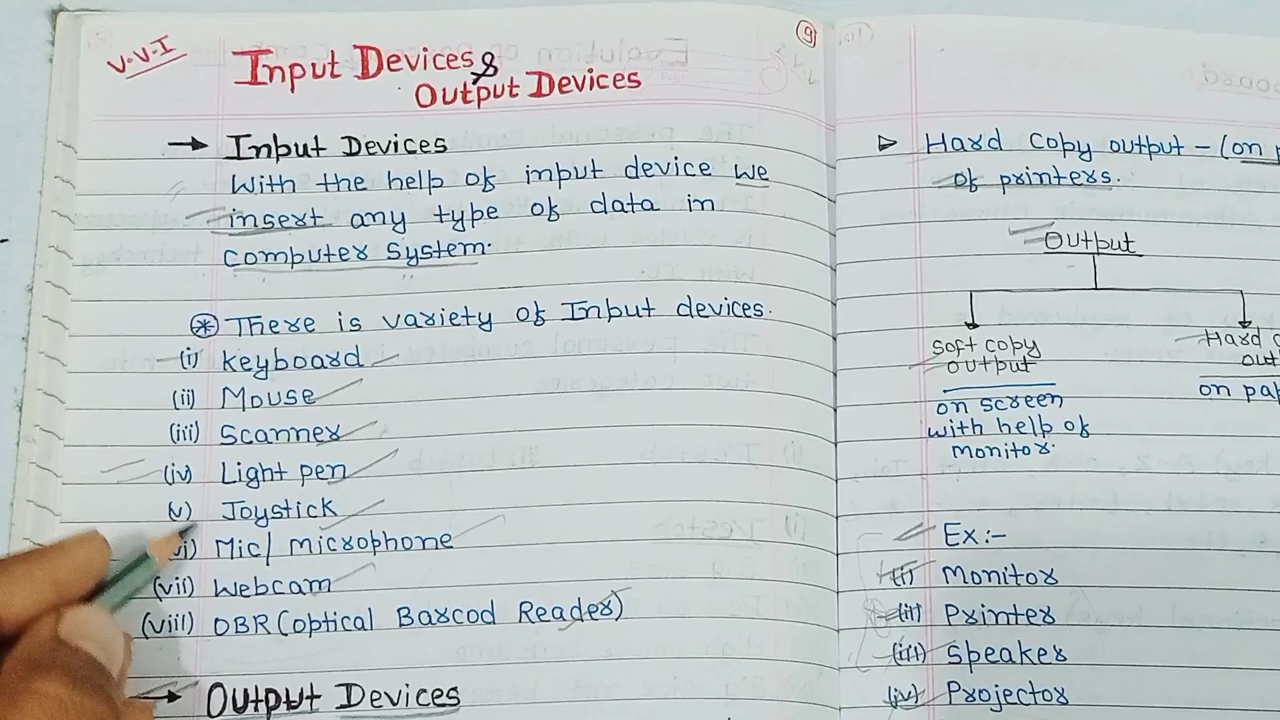 V.V.I
9
Input Devices &
Output Devices
→ Input Devices
With the help of input device we
insert any type of data in
computer system.
* There is variety of Input devices.
(i) keyboard
(ii) Mouse
(iii) Scanner
(iv) Light pen
(v) Joystick
(vi) Mic/ microphone
(vii) Webcam
(viii) OBR (optical Barcod Reader)
→ Output Devices
Hard Copy output - (on
of printers.
Output
Soft copy
output
on screen
with help of
monitor.
Hard
out
on pap
Ex:-
(i) Monitor
(ii) Printer
(iii) Speaker
(iv) Projector